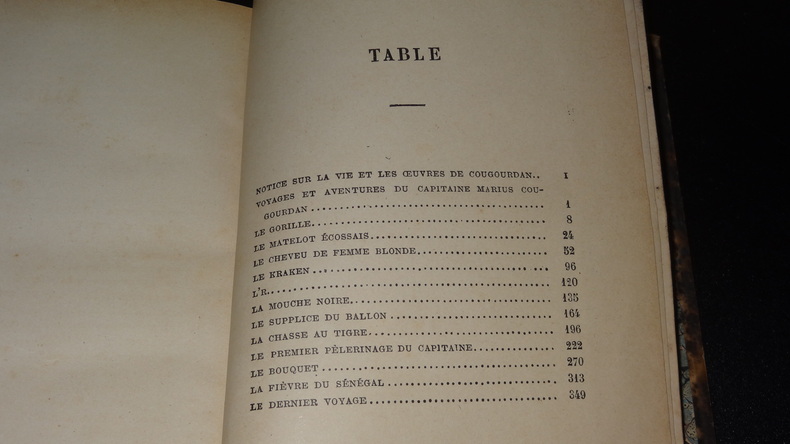 TABLE
NOTICE SUR LA VIE ET LES ŒUVRES DE COUGOURDAN.. I
VOYAGES ET AVENTURES DU CAPITAINE MARIUS COU-
GOURDAN 1
LE GORILLE 8
LE MATELOT ÉCOSSAIS 24
LE CHEVEU DE FEMME BLONDE 52
LE KRAKEN 96
L'R 120
LA MOUCHE NOIRE 135
LE SUPPLICE DU BALLON 164
LA CHASSE AU TIGRE 196
LE PREMIER PÈLERINAGE DU CAPITAINE 222
LE BOUQUET 270
LA FIÈVRE DU SÉNÉGAL 313
LE DERNIER VOYAGE 349